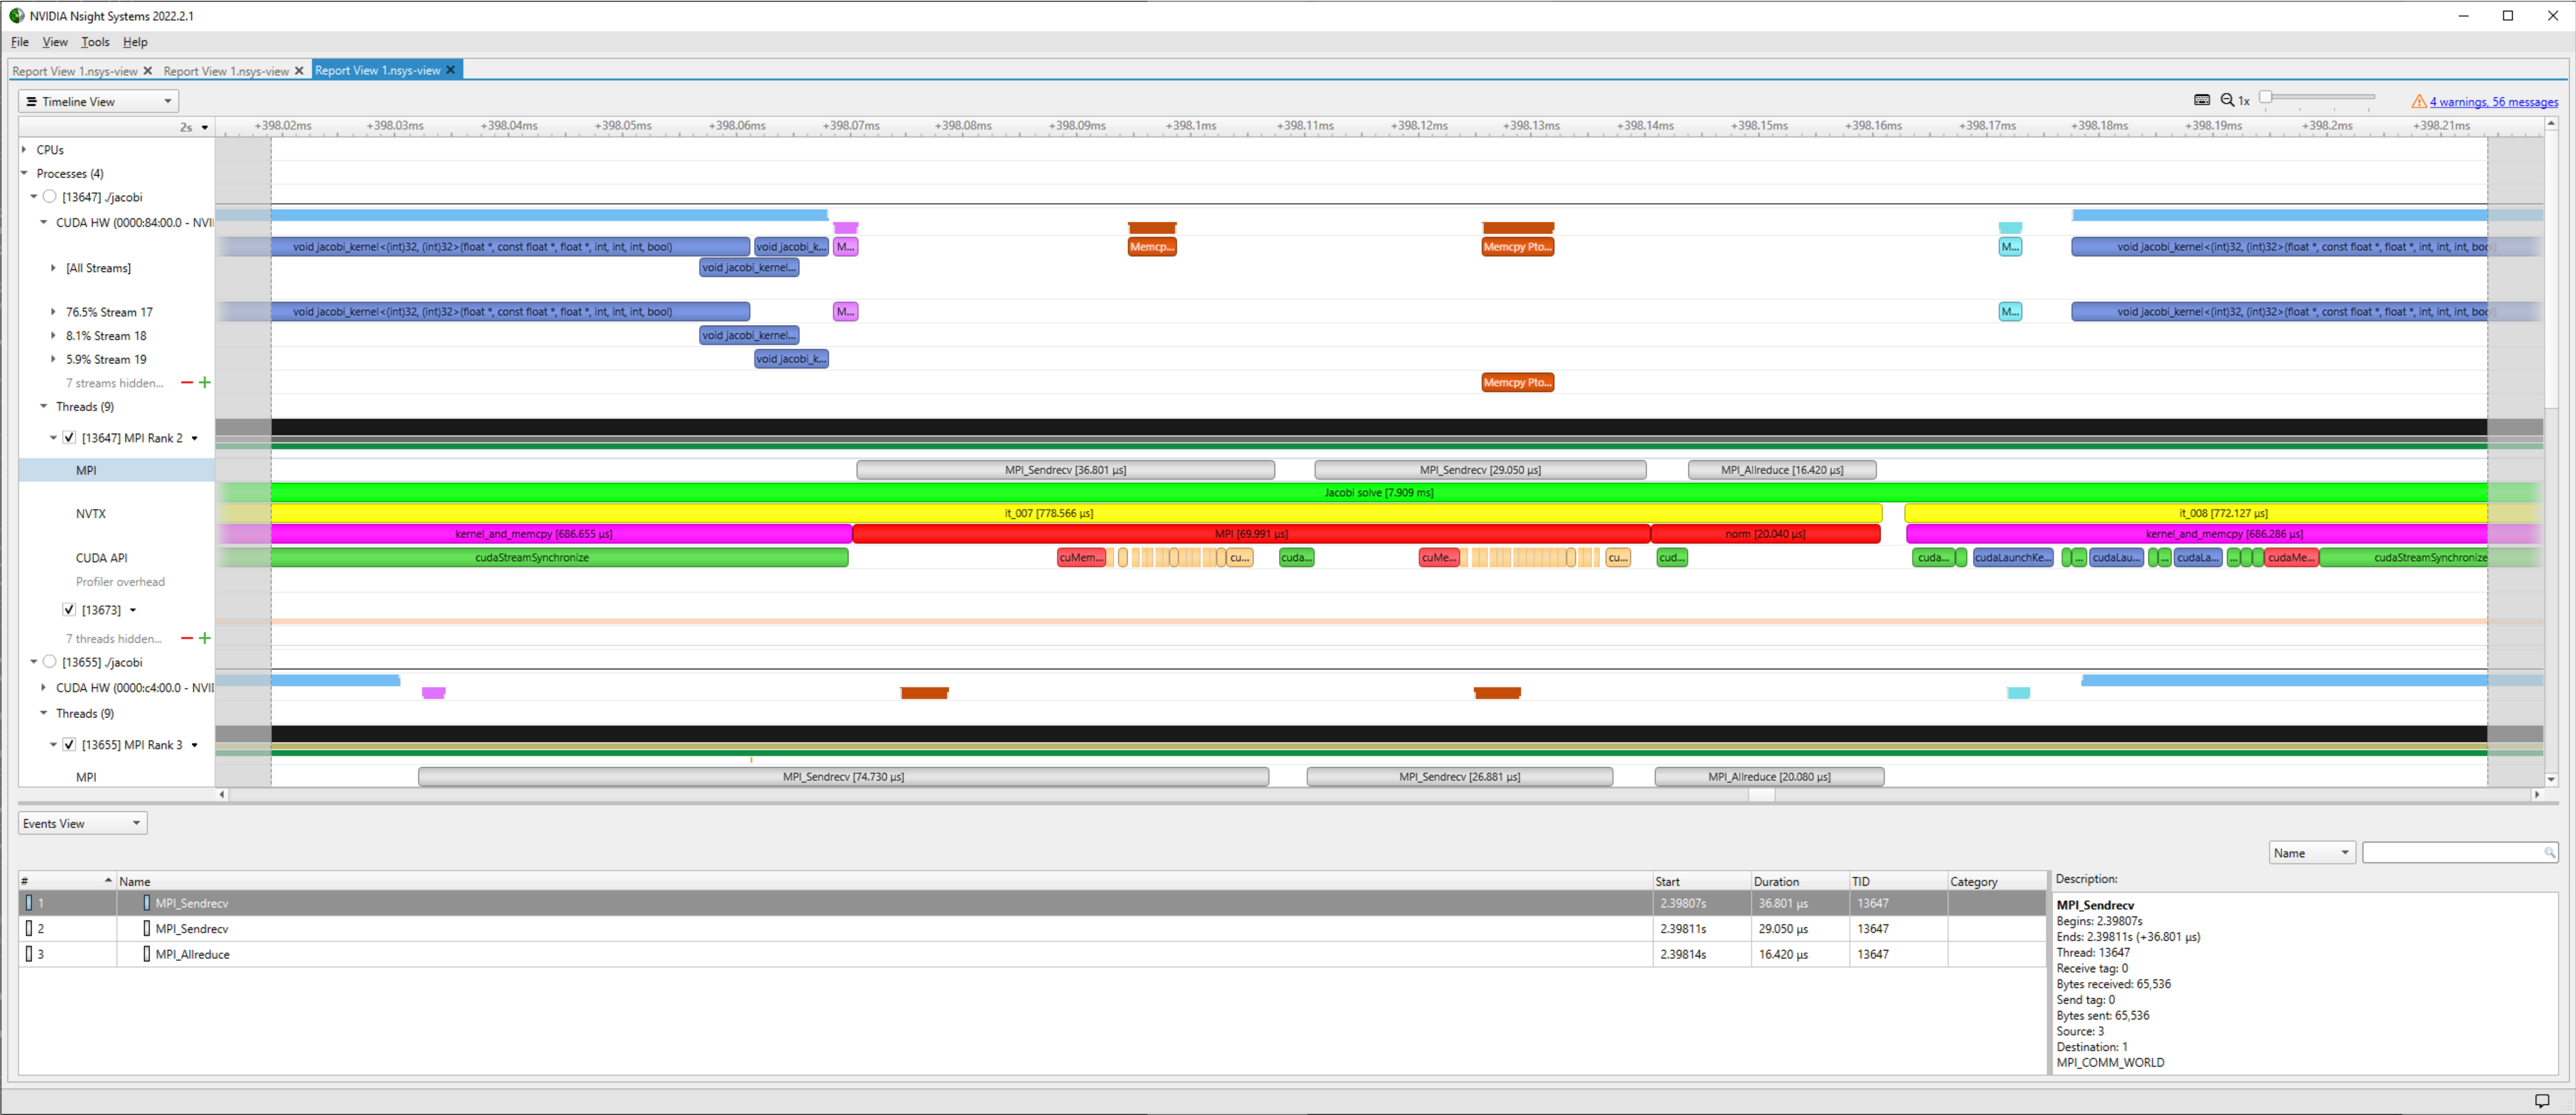 NVIDIA Nsight Systems 2022.2.1
File View Tools Help
Report View 1.nsys-view Report View 1.nsys-view Report View 1.nsys-view
Timeline View 1x 4 warnings, 56 messages
2s +398.02ms +398.03ms +398.04ms +398.05ms +398.06ms +398.07ms +398.08ms +398.09ms +398.1ms +398.11ms +398.12ms +398.13ms +398.14ms +398.15ms +398.16ms +398.17ms +398.18ms +398.19ms +398.2ms +398.21ms
CPUs
Processes (4)
[13647] ./jacobi
CUDA HW (0000:84:00.0 - NVI
void jacobi_kernel<(int)32, (int)32>(float *, const float *, float *, int, int, int, bool) void jacobi_k... M... Memcp... Memcpy Pto... M... void jacobi_kernel<(int)32, (int)32>(float *, const float *, float *, int, int, int, bool)
[All Streams] void jacobi_kernel...
76.5% Stream 17 void jacobi_kernel<(int)32, (int)32>(float *, const float *, float *, int, int, int, bool) M... M... void jacobi_kernel<(int)32, (int)32>(float *, const float *, float *, int, int, int, bool)
8.1% Stream 18 void jacobi_kernel...
5.9% Stream 19 void jacobi_k...
7 streams hidden... Memcpy Pto...
Threads (9)
[13647] MPI Rank 2
MPI MPI_Sendrecv [36.801 µs] MPI_Sendrecv [29.050 µs] MPI_Allreduce [16.420 µs]
Jacobi solve [7.909 ms]
NVTX it_007 [778.566 µs] it_008 [772.127 µs]
kernel_and_memcpy [686.655 µs] MPI [69.991 µs] norm [20.040 µs] kernel_and_memcpy [686.286 µs]
CUDA API cudaStreamSynchronize cuMem... cu... cuda... cuMe... cu... cud... cuda... cudaLaunchKe... ... cudaLau... ... cudaLa... ... cudaMe... cudaStreamSynchronize
Profiler overhead
[13673]
7 threads hidden...
[13655] ./jacobi
CUDA HW (0000:c4:00.0 - NVI
Threads (9)
[13655] MPI Rank 3
MPI MPI_Sendrecv [74.730 µs] MPI_Sendrecv [26.881 µs] MPI_Allreduce [20.080 µs]
Events View
Name
# Name Start Duration TID Category
1 MPI_Sendrecv 2.39807s 36.801 µs 13647
2 MPI_Sendrecv 2.39811s 29.050 µs 13647
3 MPI_Allreduce 2.39814s 16.420 µs 13647
Description:
MPI_Sendrecv
Begins: 2.39807s
Ends: 2.39811s (+36.801 µs)
Thread: 13647
Receive tag: 0
Bytes received: 65,536
Send tag: 0
Bytes sent: 65,536
Source: 3
Destination: 1
MPI_COMM_WORLD